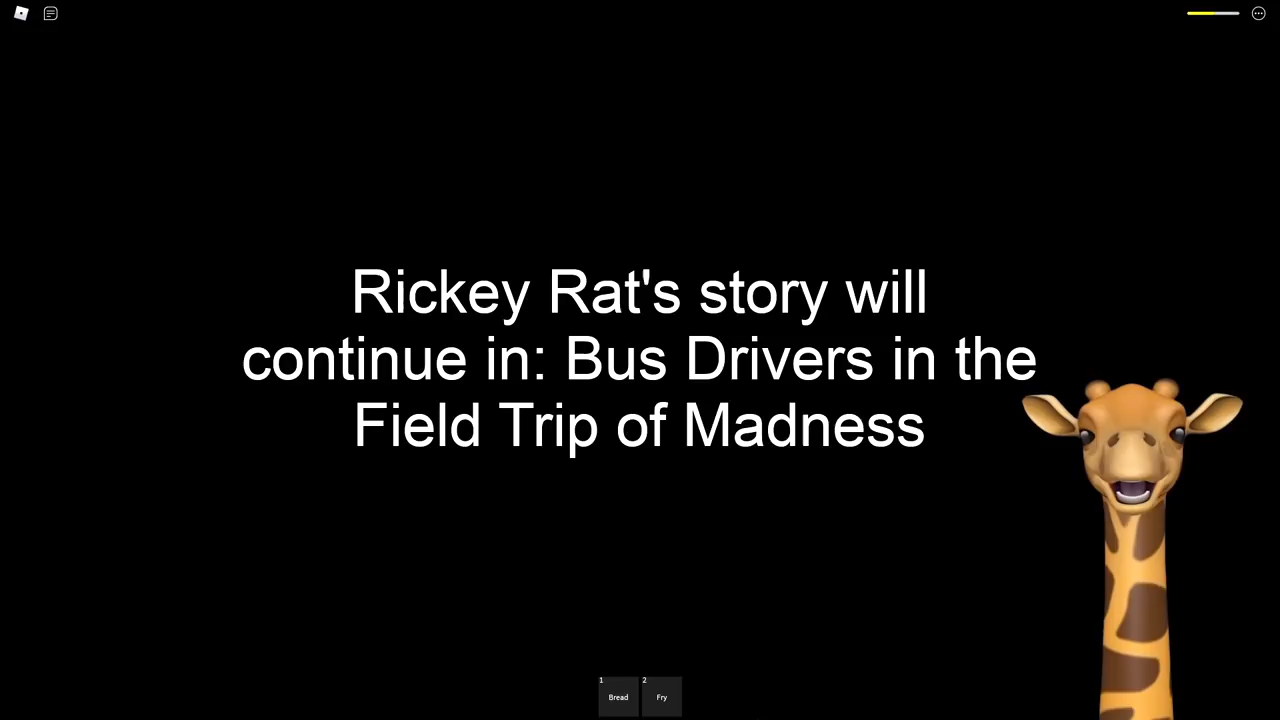 Rickey Rat's story will
continue in: Bus Drivers in the
Field Trip of Madness
1
Bread
2
Fry